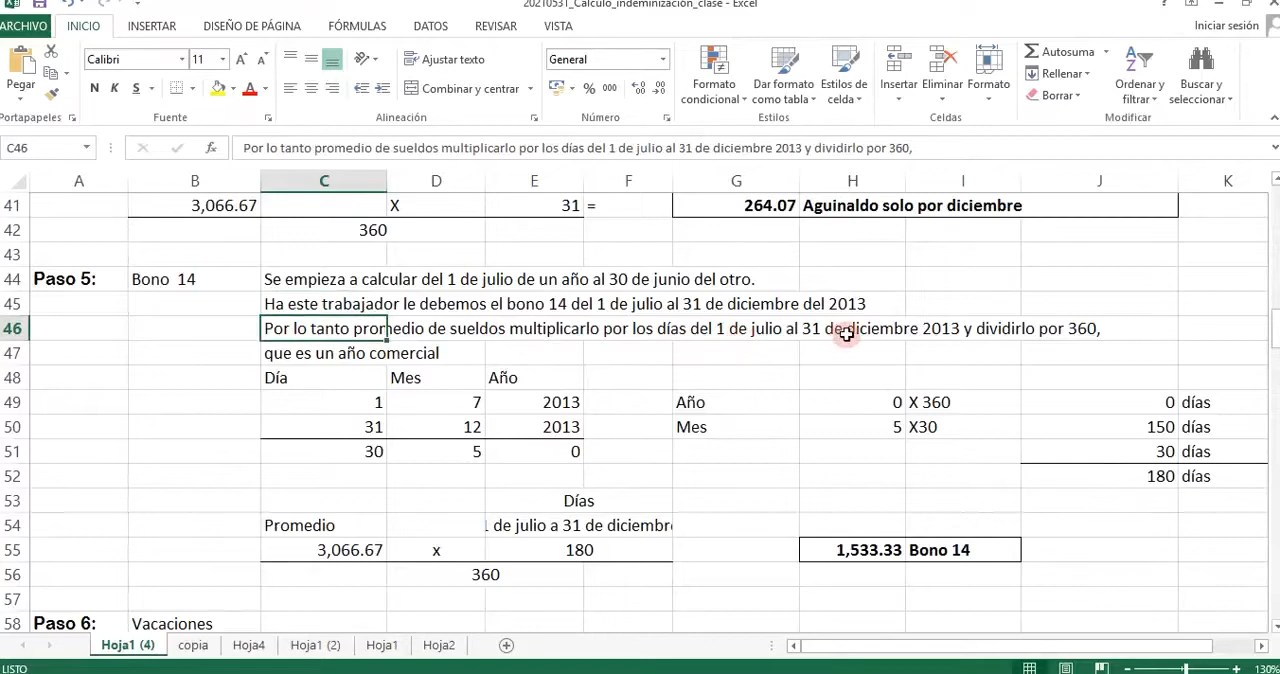 20210531_Calculo_indeminización_clase - Excel
ARCHIVO INICIO INSERTAR DISEÑO DE PÁGINA FÓRMULAS DATOS REVISAR VISTA Iniciar sesión
Calibri 11 Ajustar texto General Autosuma
Pegar Formato Dar formato Estilos de Insertar Eliminar Formato Rellenar Ordenar y Buscar y
N K S A Combinar y centrar % 000 condicional como tabla celda Borrar filtrar seleccionar
Portapapeles Fuente Alineación Número Estilos Celdas Modificar
C46 fx Por lo tanto promedio de sueldos multiplicarlo por los días del 1 de julio al 31 de diciembre 2013 y dividirlo por 360,
A B C D E F G H I J K
41 3,066.67 X 31 = 264.07 Aguinaldo solo por diciembre
42 360
43
44 Paso 5: Bono 14 Se empieza a calcular del 1 de julio de un año al 30 de junio del otro.
45 Ha este trabajador le debemos el bono 14 del 1 de julio al 31 de diciembre del 2013
46 Por lo tanto promedio de sueldos multiplicarlo por los días del 1 de julio al 31 de diciembre 2013 y dividirlo por 360,
47 que es un año comercial
48 Día Mes Año
49 1 7 2013 Año 0 X 360 0 días
50 31 12 2013 Mes 5 X30 150 días
51 30 5 0 30 días
52 180 días
53 Días
54 Promedio 1 de julio a 31 de diciembre
55 3,066.67 x 180 1,533.33 Bono 14
56 360
57
58 Paso 6: Vacaciones
Hoja1 (4) copia Hoja4 Hoja1 (2) Hoja1 Hoja2
LISTO 130%